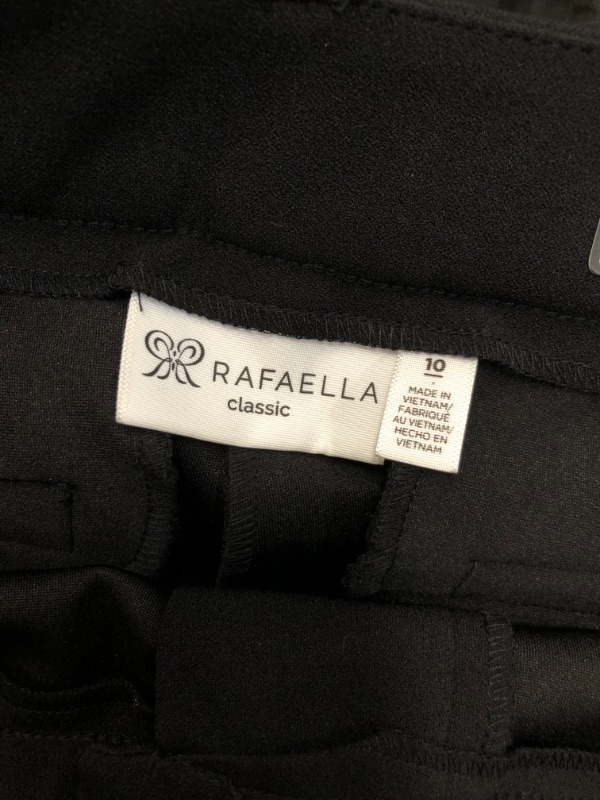 RAFAELLA
classic
10
MADE IN
VIETNAM/
FABRIQUÉ
AU VIETNAM/
HECHO EN
VIETNAM